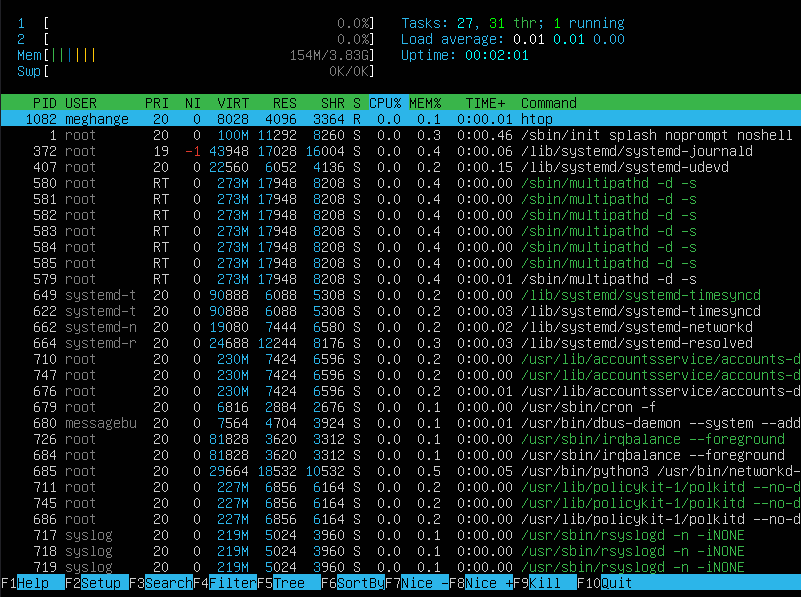 1 [ 0.0%] Tasks: 27, 31 thr; 1 running
2 [ 0.0%] Load average: 0.01 0.01 0.00
Mem[|||||| 154M/3.83G] Uptime: 00:02:01
Swp[ 0K/0K]
PID USER PRI NI VIRT RES SHR S CPU% MEM% TIME+ Command
1082 meghange 20 0 8028 4096 3364 R 0.0 0.1 0:00.01 htop
1 root 20 0 100M 11292 8260 S 0.0 0.3 0:00.46 /sbin/init splash noprompt noshell
372 root 19 -1 43948 17028 16004 S 0.0 0.4 0:00.06 /lib/systemd/systemd-journald
407 root 20 0 22560 6052 4136 S 0.0 0.2 0:00.15 /lib/systemd/systemd-udevd
580 root RT 0 273M 17948 8208 S 0.0 0.4 0:00.00 /sbin/multipathd -d -s
581 root RT 0 273M 17948 8208 S 0.0 0.4 0:00.00 /sbin/multipathd -d -s
582 root RT 0 273M 17948 8208 S 0.0 0.4 0:00.00 /sbin/multipathd -d -s
583 root RT 0 273M 17948 8208 S 0.0 0.4 0:00.00 /sbin/multipathd -d -s
584 root RT 0 273M 17948 8208 S 0.0 0.4 0:00.00 /sbin/multipathd -d -s
585 root RT 0 273M 17948 8208 S 0.0 0.4 0:00.00 /sbin/multipathd -d -s
579 root RT 0 273M 17948 8208 S 0.0 0.4 0:00.01 /sbin/multipathd -d -s
649 systemd-t 20 0 90888 6088 5308 S 0.0 0.2 0:00.00 /lib/systemd/systemd-timesyncd
622 systemd-t 20 0 90888 6088 5308 S 0.0 0.2 0:00.03 /lib/systemd/systemd-timesyncd
662 systemd-n 20 0 19080 7444 6580 S 0.0 0.2 0:00.02 /lib/systemd/systemd-networkd
664 systemd-r 20 0 24688 12244 8176 S 0.0 0.3 0:00.03 /lib/systemd/systemd-resolved
710 root 20 0 230M 7424 6596 S 0.0 0.2 0:00.00 /usr/lib/accountsservice/accounts-d
747 root 20 0 230M 7424 6596 S 0.0 0.2 0:00.00 /usr/lib/accountsservice/accounts-d
676 root 20 0 230M 7424 6596 S 0.0 0.2 0:00.01 /usr/lib/accountsservice/accounts-d
679 root 20 0 6816 2884 2676 S 0.0 0.1 0:00.00 /usr/sbin/cron -f
680 messagebu 20 0 7564 4704 3924 S 0.0 0.1 0:00.01 /usr/bin/dbus-daemon --system --add
726 root 20 0 81828 3620 3312 S 0.0 0.1 0:00.00 /usr/sbin/irqbalance --foreground
684 root 20 0 81828 3620 3312 S 0.0 0.1 0:00.00 /usr/sbin/irqbalance --foreground
685 root 20 0 29664 18532 10532 S 0.0 0.5 0:00.05 /usr/bin/python3 /usr/bin/networkd-
711 root 20 0 227M 6856 6164 S 0.0 0.2 0:00.00 /usr/lib/policykit-1/polkitd --no-d
745 root 20 0 227M 6856 6164 S 0.0 0.2 0:00.00 /usr/lib/policykit-1/polkitd --no-d
686 root 20 0 227M 6856 6164 S 0.0 0.2 0:00.00 /usr/lib/policykit-1/polkitd --no-d
717 syslog 20 0 219M 5024 3960 S 0.0 0.1 0:00.00 /usr/sbin/rsyslogd -n -iNONE
718 syslog 20 0 219M 5024 3960 S 0.0 0.1 0:00.00 /usr/sbin/rsyslogd -n -iNONE
719 syslog 20 0 219M 5024 3960 S 0.0 0.1 0:00.00 /usr/sbin/rsyslogd -n -iNONE
F1Help F2Setup F3SearchF4FilterF5Tree F6SortByF7Nice -F8Nice +F9Kill F10Quit